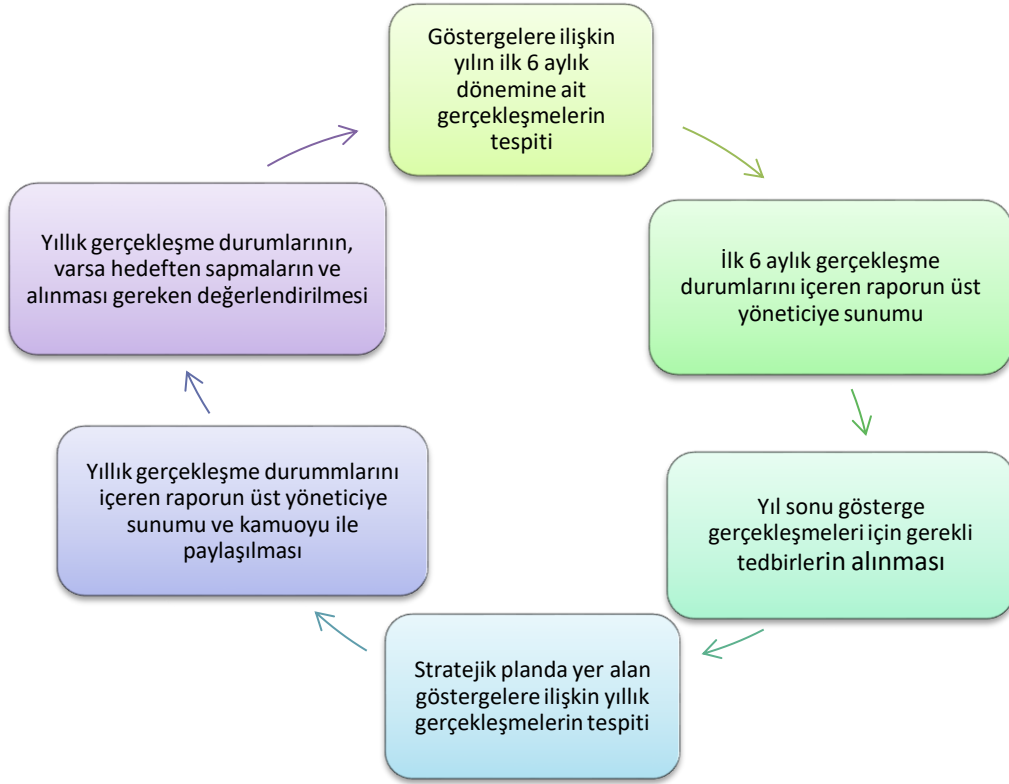 Göstergelere ilişkin
yılın ilk 6 aylık
dönemine ait
gerçekleşmelerin
tespiti
İlk 6 aylık gerçekleşme
durumlarını içeren raporun üst
yöneticiye sunumu
Yıl sonu gösterge
gerçekleşmeleri için gerekli
tedbirlerin alınması
Stratejik planda yer alan
göstergelere ilişkin yıllık
gerçekleşmelerin tespiti
Yıllık gerçekleşme durummlarını
içeren raporun üst yöneticiye
sunumu ve kamuoyu ile
paylaşılması
Yıllık gerçekleşme durumlarının,
varsa hedeften sapmaların ve
alınması gereken değerlendirilmesi